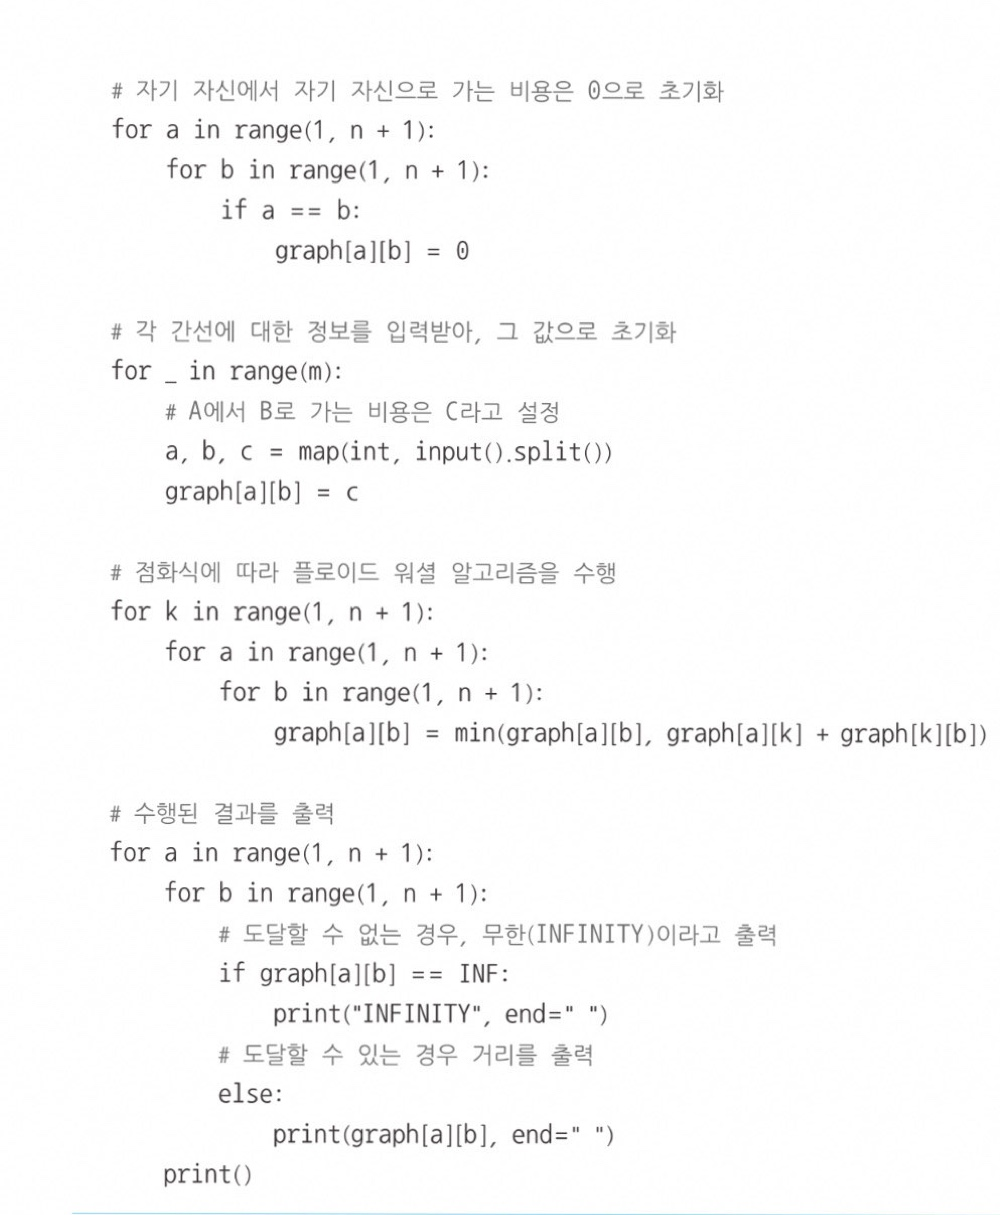 # 자기 자신에서 자기 자신으로 가는 비용은 0으로 초기화
for a in range(1, n + 1):
    for b in range(1, n + 1):
        if a == b:
            graph[a][b] = 0
# 각 간선에 대한 정보를 입력받아, 그 값으로 초기화
for _ in range(m):
    # A에서 B로 가는 비용은 C라고 설정
    a, b, c = map(int, input().split())
    graph[a][b] = c
# 점화식에 따라 플로이드 워셜 알고리즘을 수행
for k in range(1, n + 1):
    for a in range(1, n + 1):
        for b in range(1, n + 1):
            graph[a][b] = min(graph[a][b], graph[a][k] + graph[k][b])
# 수행된 결과를 출력
for a in range(1, n + 1):
    for b in range(1, n + 1):
        # 도달할 수 없는 경우, 무한(INFINITY)이라고 출력
        if graph[a][b] == INF:
            print("INFINITY", end=" ")
        # 도달할 수 있는 경우 거리를 출력
        else:
            print(graph[a][b], end=" ")
    print()